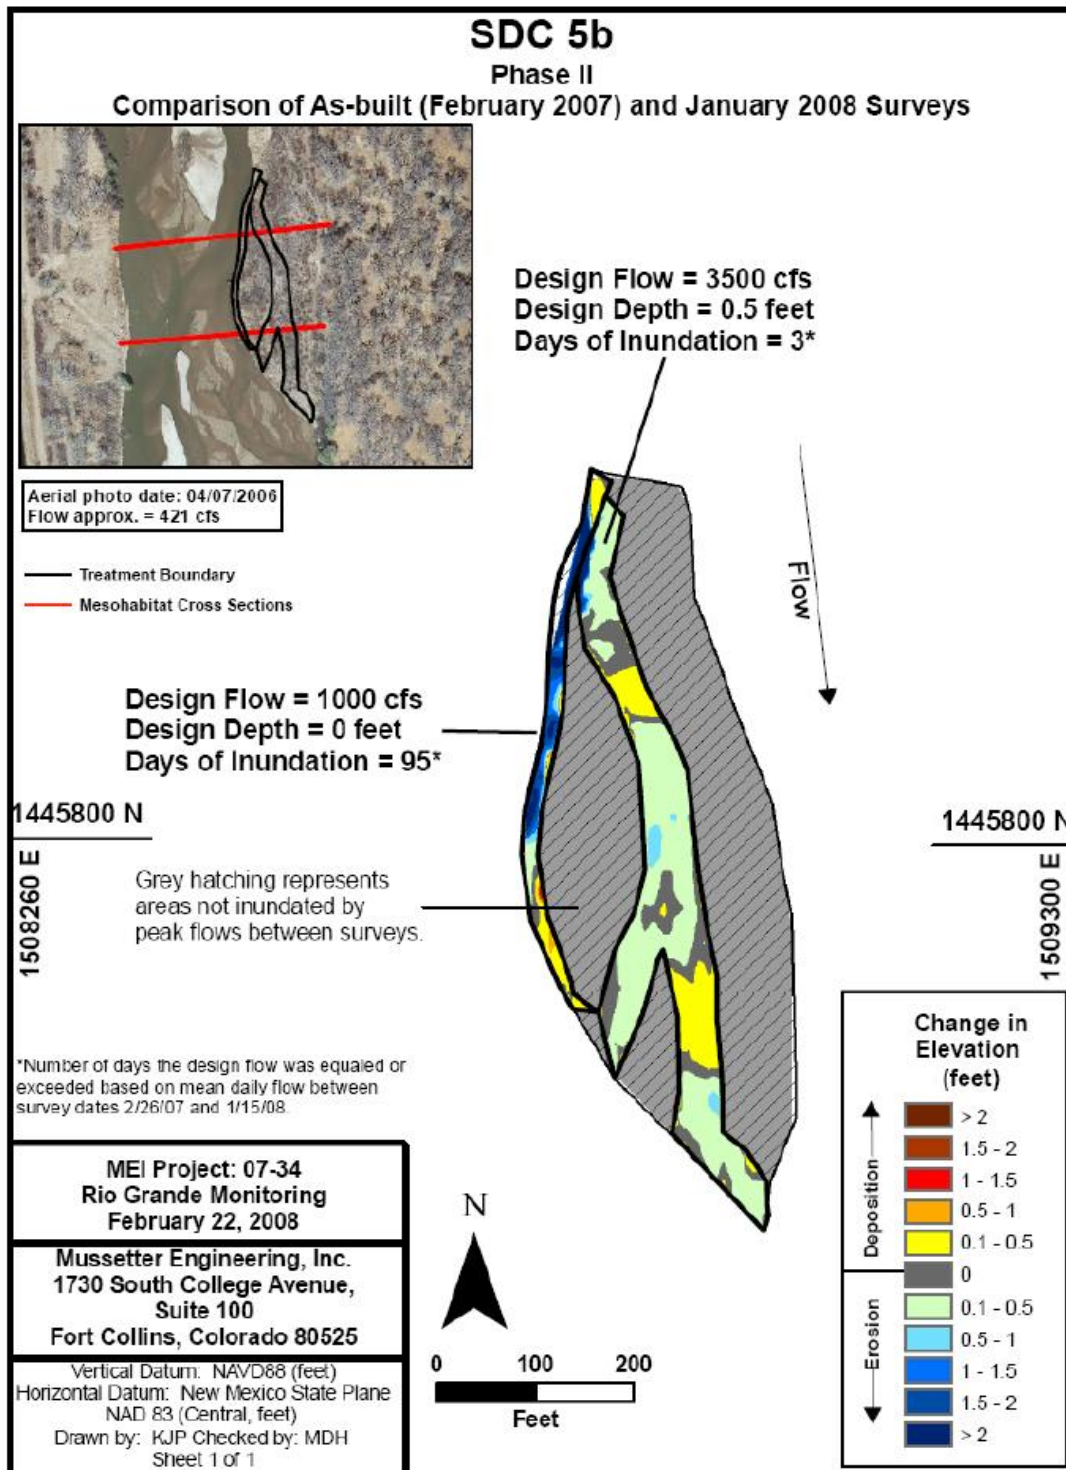 SDC 5b
Phase II
Comparison of As-built (February 2007) and January 2008 Surveys
Aerial photo date: 04/07/2006
Flow approx. = 421 cfs
Treatment Boundary
Mesohabitat Cross Sections
Design Flow = 3500 cfs
Design Depth = 0.5 feet
Days of Inundation = 3*
Flow
Design Flow = 1000 cfs
Design Depth = 0 feet
Days of Inundation = 95*
1445800 N
1508260 E
1445800 N
1509300 E
Grey hatching represents
areas not inundated by
peak flows between surveys.
*Number of days the design flow was equaled or
exceeded based on mean daily flow between
survey dates 2/26/07 and 1/15/08.
MEI Project: 07-34
Rio Grande Monitoring
February 22, 2008
Mussetter Engineering, Inc.
1730 South College Avenue,
Suite 100
Fort Collins, Colorado 80525
Vertical Datum: NAVD88 (feet)
Horizontal Datum: New Mexico State Plane
NAD 83 (Central, feet)
Drawn by: KJP Checked by: MDH
Sheet 1 of 1
N
0 100 200
Feet
Change in
Elevation
(feet)
Deposition
Erosion
> 2
1.5 - 2
1 - 1.5
0.5 - 1
0.1 - 0.5
0
0.1 - 0.5
0.5 - 1
1 - 1.5
1.5 - 2
> 2